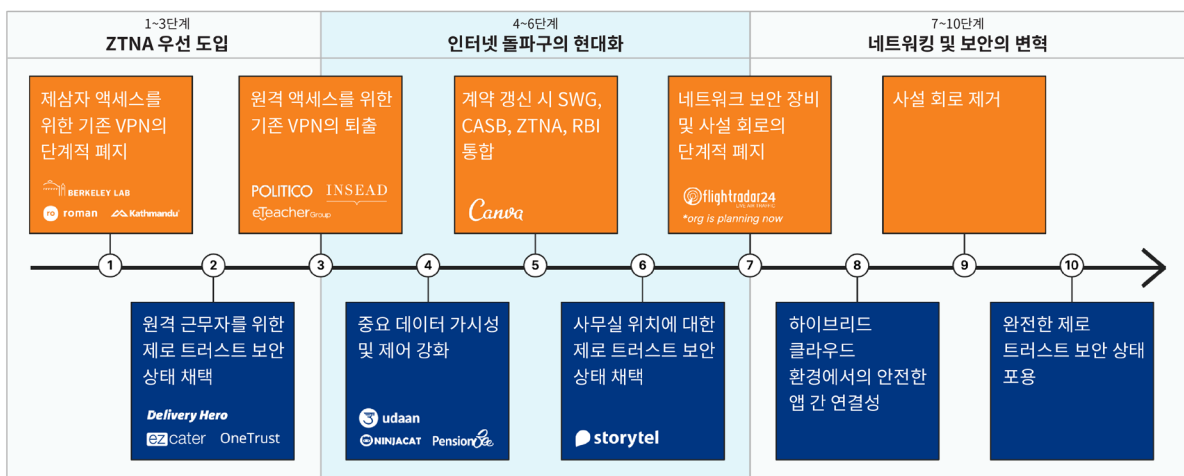 1~3단계
ZTNA 우선 도입
4~6단계
인터넷 돌파구의 현대화
7~10단계
네트워킹 및 보안의 변혁
제삼자 액세스를
위한 기존 VPN의
단계적 폐지
BERKELEY LAB
ro roman
Kathmandu
원격 액세스를 위한
기존 VPN의 퇴출
POLITICO
INSEAD
eTeacher Group
계약 갱신 시 SWG,
CASB, ZTNA, RBI
통합
Canva
네트워크 보안 장비
및 사설 회로의
단계적 폐지
flightradar24
LIVE AIR TRAFFIC
*org is planning now
사설 회로 제거
1
2
3
4
5
6
7
8
9
10
원격 근무자를 위한
제로 트러스트 보안
상태 채택
Delivery Hero
ezcater
OneTrust
중요 데이터 가시성
및 제어 강화
udaan
NINJACAT
PensionBee
사무실 위치에 대한
제로 트러스트 보안
상태 채택
storytel
하이브리드
클라우드
환경에서의 안전한
앱 간 연결성
완전한 제로
트러스트 보안 상태
포용